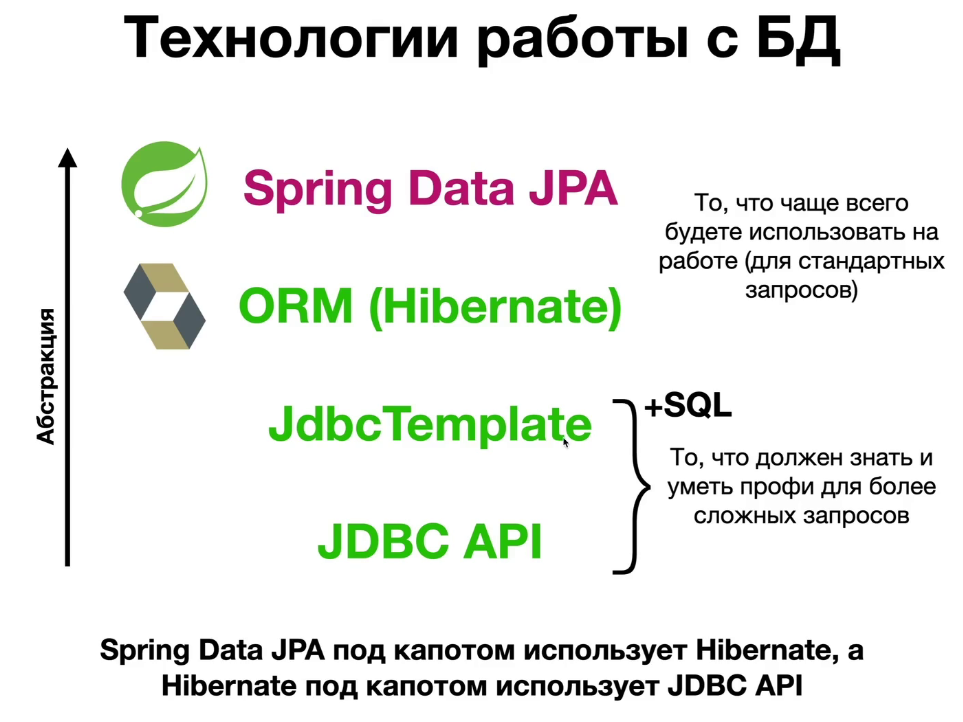 Технологии работы с БД
Абстракция
Spring Data JPA
То, что чаще всего
будете использовать на
работе (для стандартных
запросов)
ORM (Hibernate)
JdbcTemplate
+SQL
То, что должен знать и
уметь профи для более
сложных запросов
JDBC API
Spring Data JPA под капотом использует Hibernate, а
Hibernate под капотом использует JDBC API